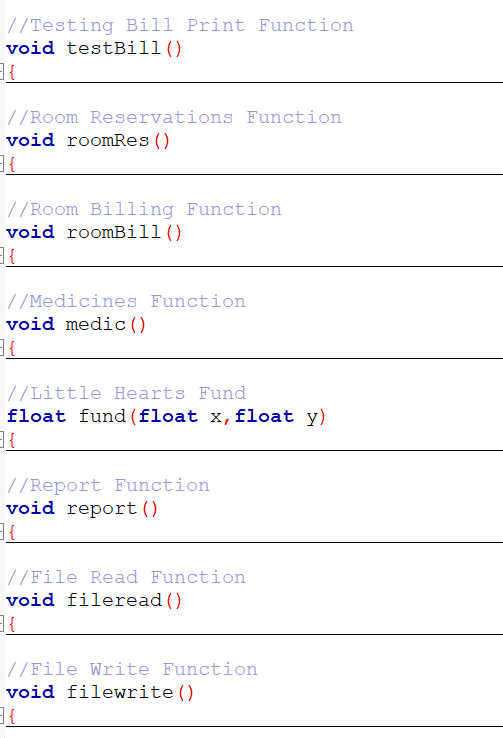 //Testing Bill Print Function
void testBill()
{
//Room Reservations Function
void roomRes()
{
//Room Billing Function
void roomBill()
{
//Medicines Function
void medic()
{
//Little Hearts Fund
float fund(float x,float y)
{
//Report Function
void report()
{
//File Read Function
void fileread()
{
//File Write Function
void filewrite()
{